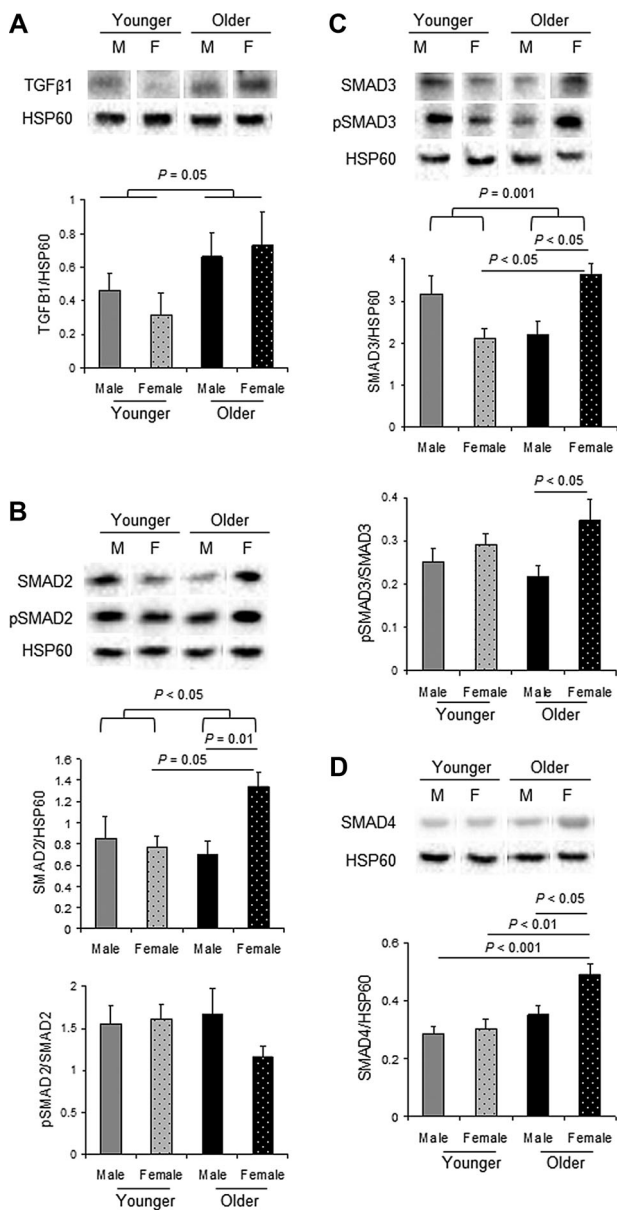 A
Younger Older
M F M F
TGFβ1
HSP60
P = 0.05
TGFB1/HSP60
1
0.8
0.6
0.4
0.2
0
Male Female Male Female
Younger Older
B
Younger Older
M F M F
SMAD2
pSMAD2
HSP60
P < 0.05
P = 0.01
P = 0.05
SMAD2/HSP60
1.6
1.4
1.2
1
0.8
0.6
0.4
0.2
0
Male Female Male Female
pSMAD2/SMAD2
2
1.5
1
0.5
0
Male Female Male Female
Younger Older
C
Younger Older
M F M F
SMAD3
pSMAD3
HSP60
P = 0.001
P < 0.05
P < 0.05
SMAD3/HSP60
4
3
2
1
0
Male Female Male Female
P < 0.05
pSMAD3/SMAD3
0.4
0.3
0.2
0.1
0
Male Female Male Female
Younger Older
D
Younger Older
M F M F
SMAD4
HSP60
P < 0.05
P < 0.01
P < 0.001
SMAD4/HSP60
0.6
0.4
0.2
0
Male Female Male Female
Younger Older